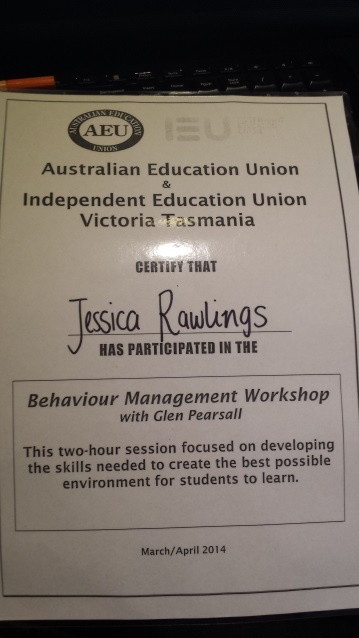 AUSTRALIAN EDUCATION
AEU
UNION
IEU
Australian Education Union
&
Independent Education Union
Victoria Tasmania
CERTIFY THAT
Jessica Rawlings
HAS PARTICIPATED IN THE
Behaviour Management Workshop
with Glen Pearsall
This two-hour session focused on developing
the skills needed to create the best possible
environment for students to learn.
March/April 2014